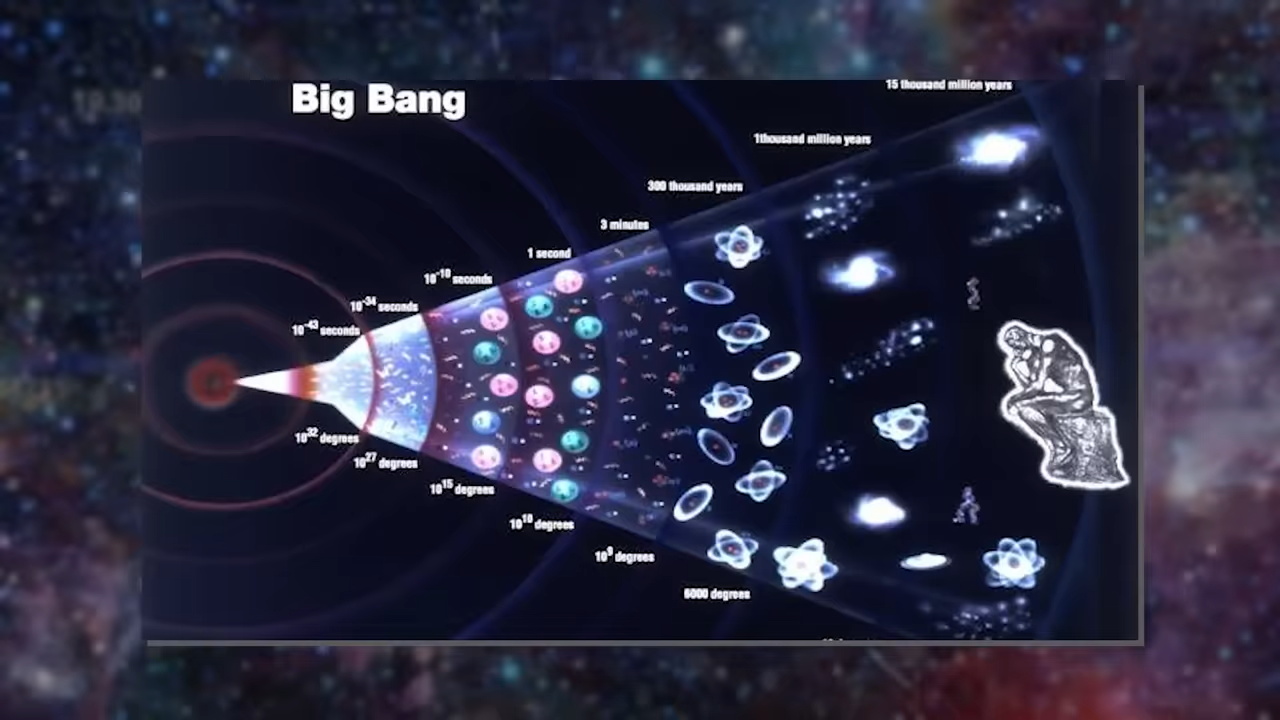 Big Bang
15 thousand million years
1thousand million years
300 thousand years
3 minutes
1 second
10-10 seconds
10-34 seconds
10-43 seconds
1032 degrees
1027 degrees
1015 degrees
1010 degrees
109 degrees
6000 degrees